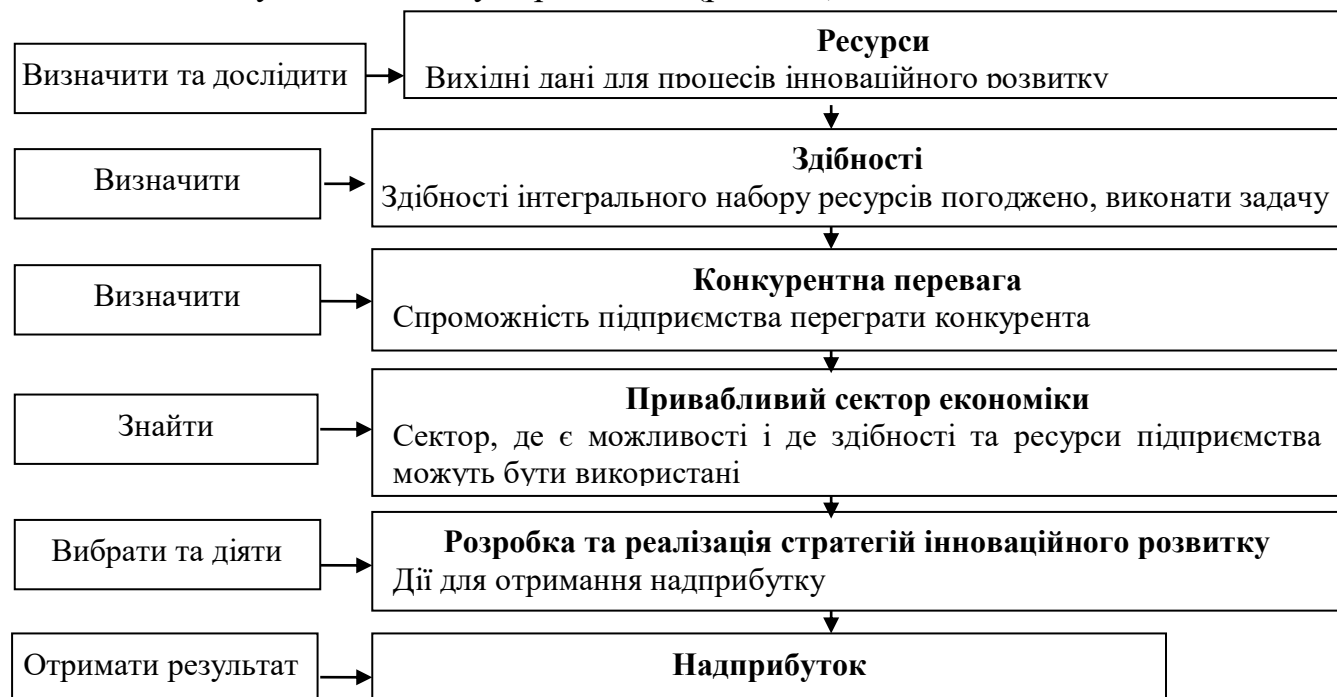 Ресурси
Визначити та дослідити
Вихідні дані для процесів інноваційного розвитку
Здібності
Визначити
Здібності інтегрального набору ресурсів погоджено, виконати задачу
Конкурентна перевага
Визначити
Спроможність підприємства переграти конкурента
Привабливий сектор економіки
Знайти
Сектор, де є можливості і де здібності та ресурси підприємства
можуть бути використані
Розробка та реалізація стратегій інноваційного розвитку
Вибрати та діяти
Дії для отримання надприбутку
Отримати результат
Надприбуток